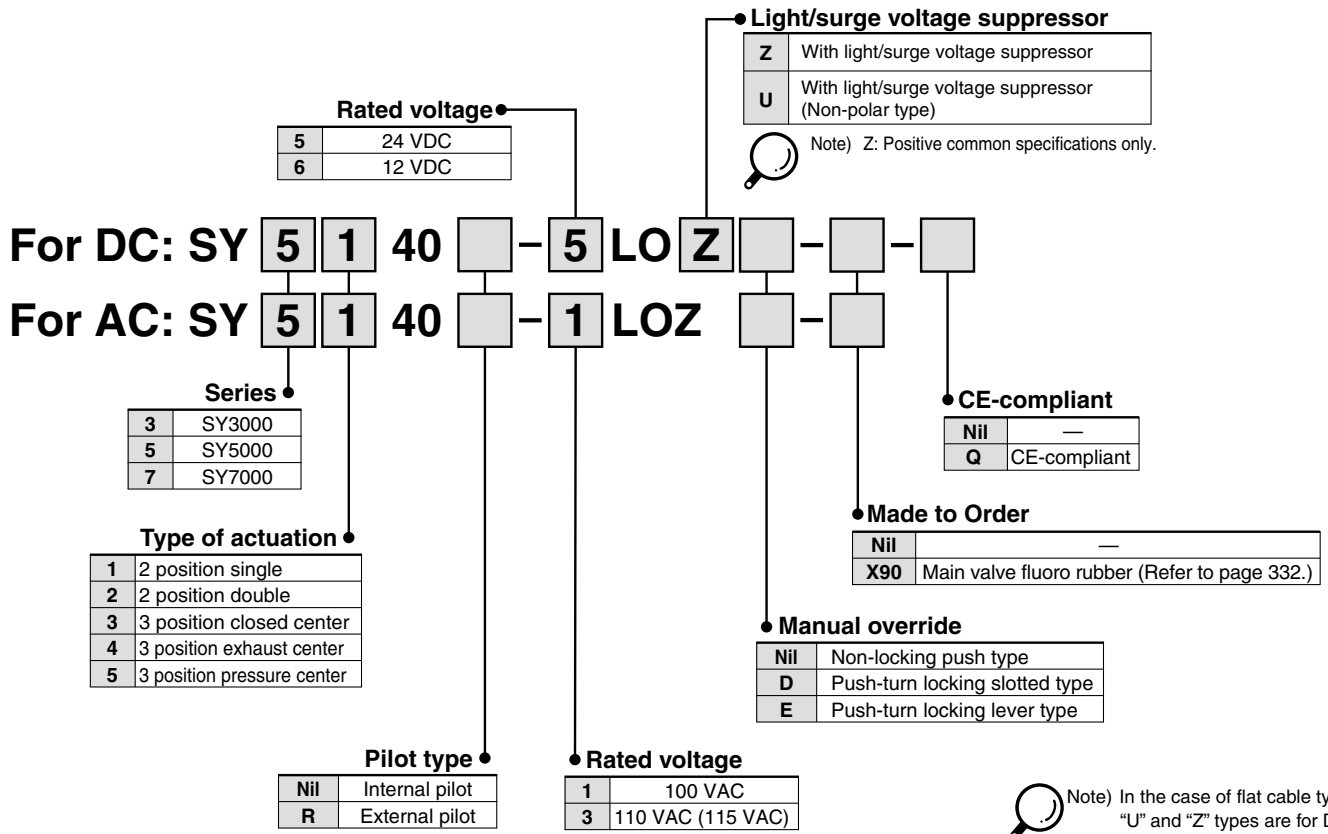 Light/surge voltage suppressor
Z With light/surge voltage suppressor
U With light/surge voltage suppressor
(Non-polar type)
Note) Z: Positive common specifications only.
Rated voltage
5 24 VDC
6 12 VDC
For DC: SY 5 1 40 – 5 LO Z – –
For AC: SY 5 1 40 – 1 LOZ –
Series
3 SY3000
5 SY5000
7 SY7000
CE-compliant
Nil —
Q CE-compliant
Type of actuation
1 2 position single
2 2 position double
3 3 position closed center
4 3 position exhaust center
5 3 position pressure center
Made to Order
Nil —
X90 Main valve fluoro rubber (Refer to page 332.)
Manual override
Nil Non-locking push type
D Push-turn locking slotted type
E Push-turn locking lever type
Pilot type
Nil Internal pilot
R External pilot
Rated voltage
1 100 VAC
3 110 VAC (115 VAC)
Note) In the case of flat cable
“U” and “Z” types are for